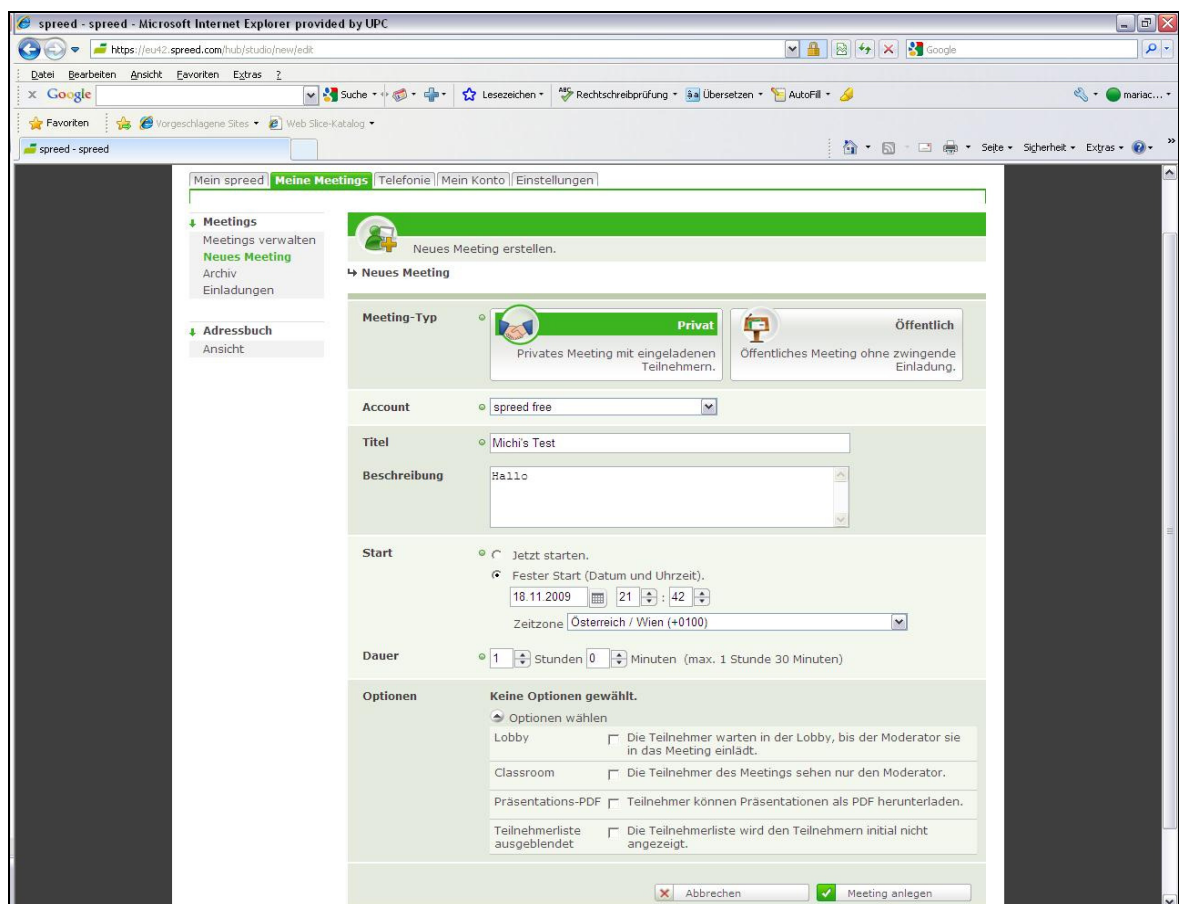 spreed - spreed - Microsoft Internet Explorer provided by UPC
https://eu42.spreed.com/hub/studio/new/edit
Google
Datei Bearbeiten Ansicht Favoriten Extras ?
x Google Suche Lesezeichen Rechtschreibprüfung Übersetzen AutoFill mariac...
Favoriten Vorgeschlagene Sites Web Slice-Katalog
spreed - spreed Seite Sicherheit Extras
Mein spreed Meine Meetings Telefonie Mein Konto Einstellungen
Meetings
Meetings verwalten
Neues Meeting
Archiv
Einladungen
Adressbuch
Ansicht
Neues Meeting erstellen.
Neues Meeting
Meeting-Typ
Privat
Privates Meeting mit eingeladenen
Teilnehmern.
Öffentlich
Öffentliches Meeting ohne zwingende
Einladung.
Account spreed free
Titel Michi's Test
Beschreibung Hallo
Start Jetzt starten.
Fester Start (Datum und Uhrzeit).
18.11.2009 21 : 42
Zeitzone Österreich / Wien (+0100)
Dauer 1 Stunden 0 Minuten (max. 1 Stunde 30 Minuten)
Optionen Keine Optionen gewählt.
Optionen wählen
Lobby Die Teilnehmer warten in der Lobby, bis der Moderator sie
in das Meeting einlädt.
Classroom Die Teilnehmer des Meetings sehen nur den Moderator.
Präsentations-PDF Teilnehmer können Präsentationen als PDF herunterladen.
Teilnehmerliste Die Teilnehmerliste wird den Teilnehmern initial nicht
ausgeblendet angezeigt.
Abbrechen Meeting anlegen